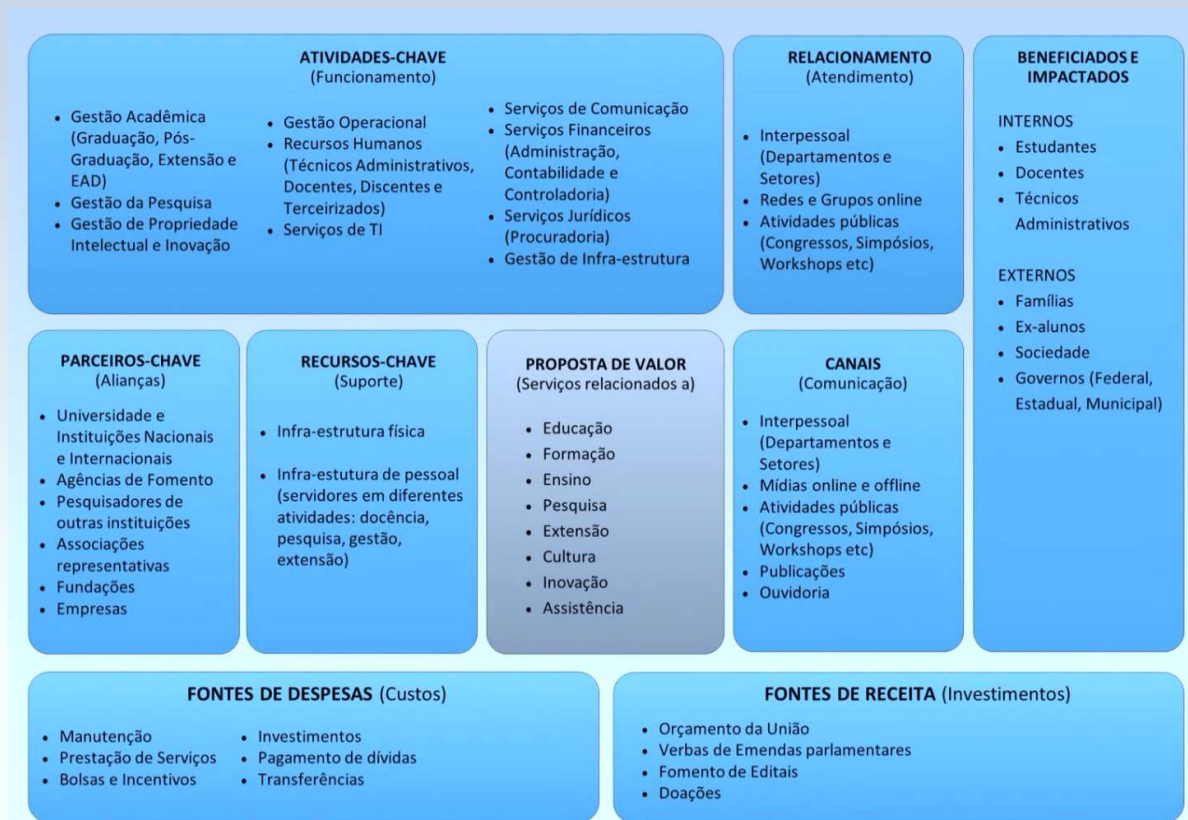 ATIVIDADES-CHAVE
(Funcionamento)
• Gestão Acadêmica
(Graduação, Pós-
Graduação, Extensão e
EAD)
• Gestão da Pesquisa
• Gestão de Propriedade
Intelectual e Inovação
• Gestão Operacional
• Recursos Humanos
(Técnicos Administrativos,
Docentes, Discentes e
Terceirizados)
• Serviços de TI
• Serviços de Comunicação
• Serviços Financeiros
(Administração,
Contabilidade e
Controladoria)
• Serviços Jurídicos
(Procuradoria)
• Gestão de Infra-estrutura
RELACIONAMENTO
(Atendimento)
• Interpessoal
(Departamentos e
Setores)
• Redes e Grupos online
• Atividades públicas
(Congressos, Simpósios,
Workshops etc)
BENEFICIADOS E
IMPACTADOS
INTERNOS
• Estudantes
• Docentes
• Técnicos
Administrativos
EXTERNOS
• Famílias
• Ex-alunos
• Sociedade
• Governos (Federal,
Estadual, Municipal)
PARCEIROS-CHAVE
(Alianças)
• Universidade e
Instituições Nacionais
e Internacionais
• Agências de Fomento
• Pesquisadores de
outras instituições
• Associações
representativas
• Fundações
• Empresas
RECURSOS-CHAVE
(Suporte)
• Infra-estrutura física
• Infra-estutura de pessoal
(servidores em diferentes
atividades: docência,
pesquisa, gestão,
extensão)
PROPOSTA DE VALOR
(Serviços relacionados a)
• Educação
• Formação
• Ensino
• Pesquisa
• Extensão
• Cultura
• Inovação
• Assistência
CANAIS
(Comunicação)
• Interpessoal
(Departamentos e
Setores)
• Mídias online e offline
• Atividades públicas
(Congressos, Simpósios,
Workshops etc)
• Publicações
• Ouvidoria
FONTES DE DESPESAS (Custos)
• Manutenção
• Prestação de Serviços
• Bolsas e Incentivos
• Investimentos
• Pagamento de dívidas
• Transferências
FONTES DE RECEITA (Investimentos)
• Orçamento da União
• Verbas de Emendas parlamentares
• Fomento de Editais
• Doações